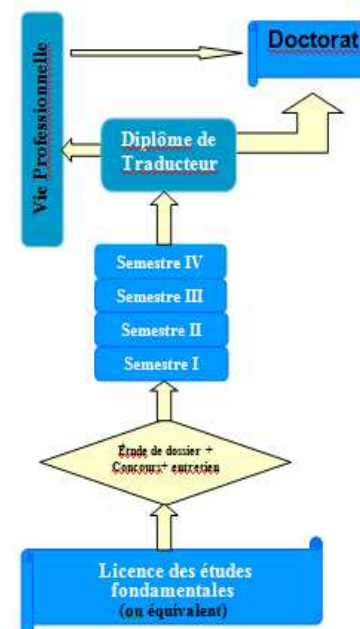 Doctorat
Vie Professionnelle
Diplôme de
Traducteur
Semestre IV
Semestre III
Semestre II
Semestre I
Étude de dossier +
Concours+ entretien
Licence des études
fondamentales
(ou équivalent)